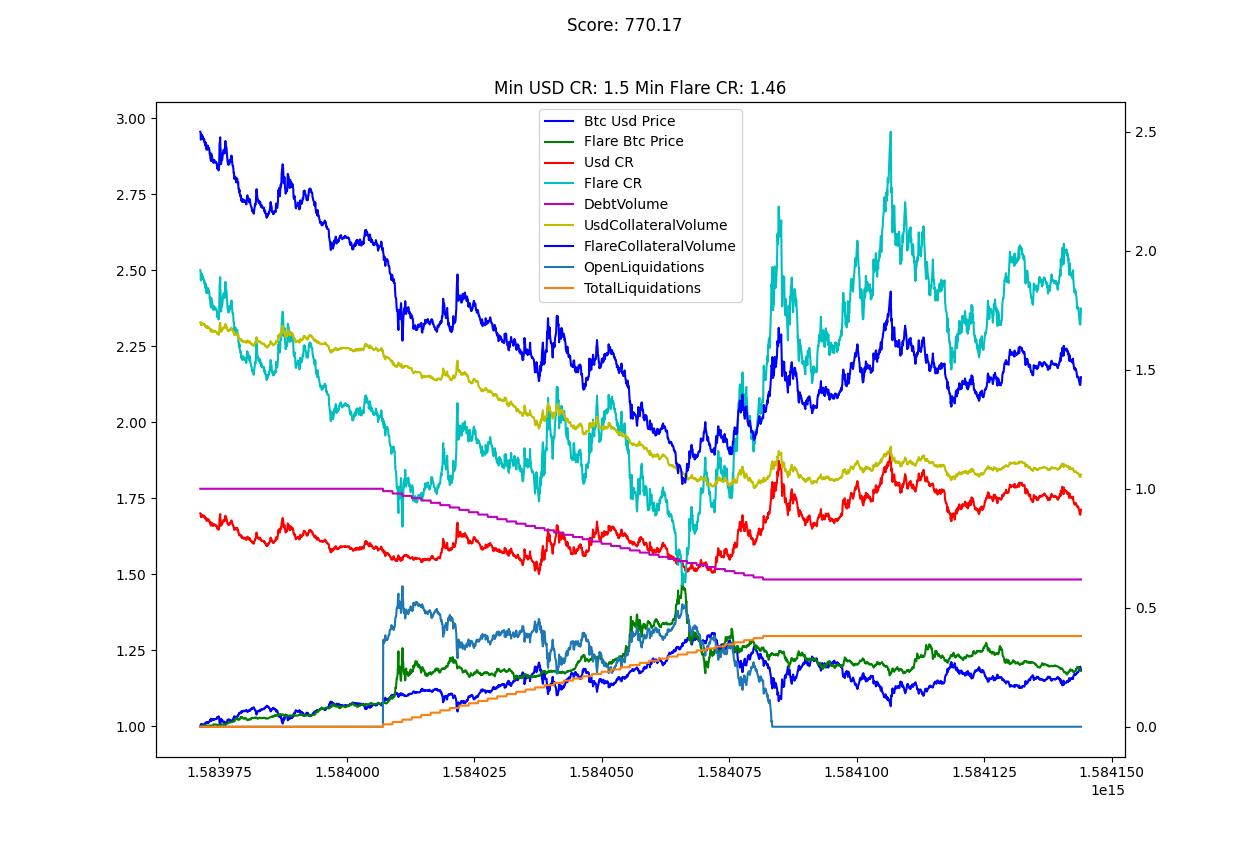 Score: 770.17
Min USD CR: 1.5 Min Flare CR: 1.46
Btc Usd Price
Flare Btc Price
Usd CR
Flare CR
DebtVolume
UsdCollateralVolume
FlareCollateralVolume
OpenLiquidations
TotalLiquidations
3.00
2.75
2.50
2.25
2.00
1.75
1.50
1.25
1.00
2.5
2.0
1.5
1.0
0.5
0.0
1.583975
1.584000
1.584025
1.584050
1.584075
1.584100
1.584125
1.584150
1e15